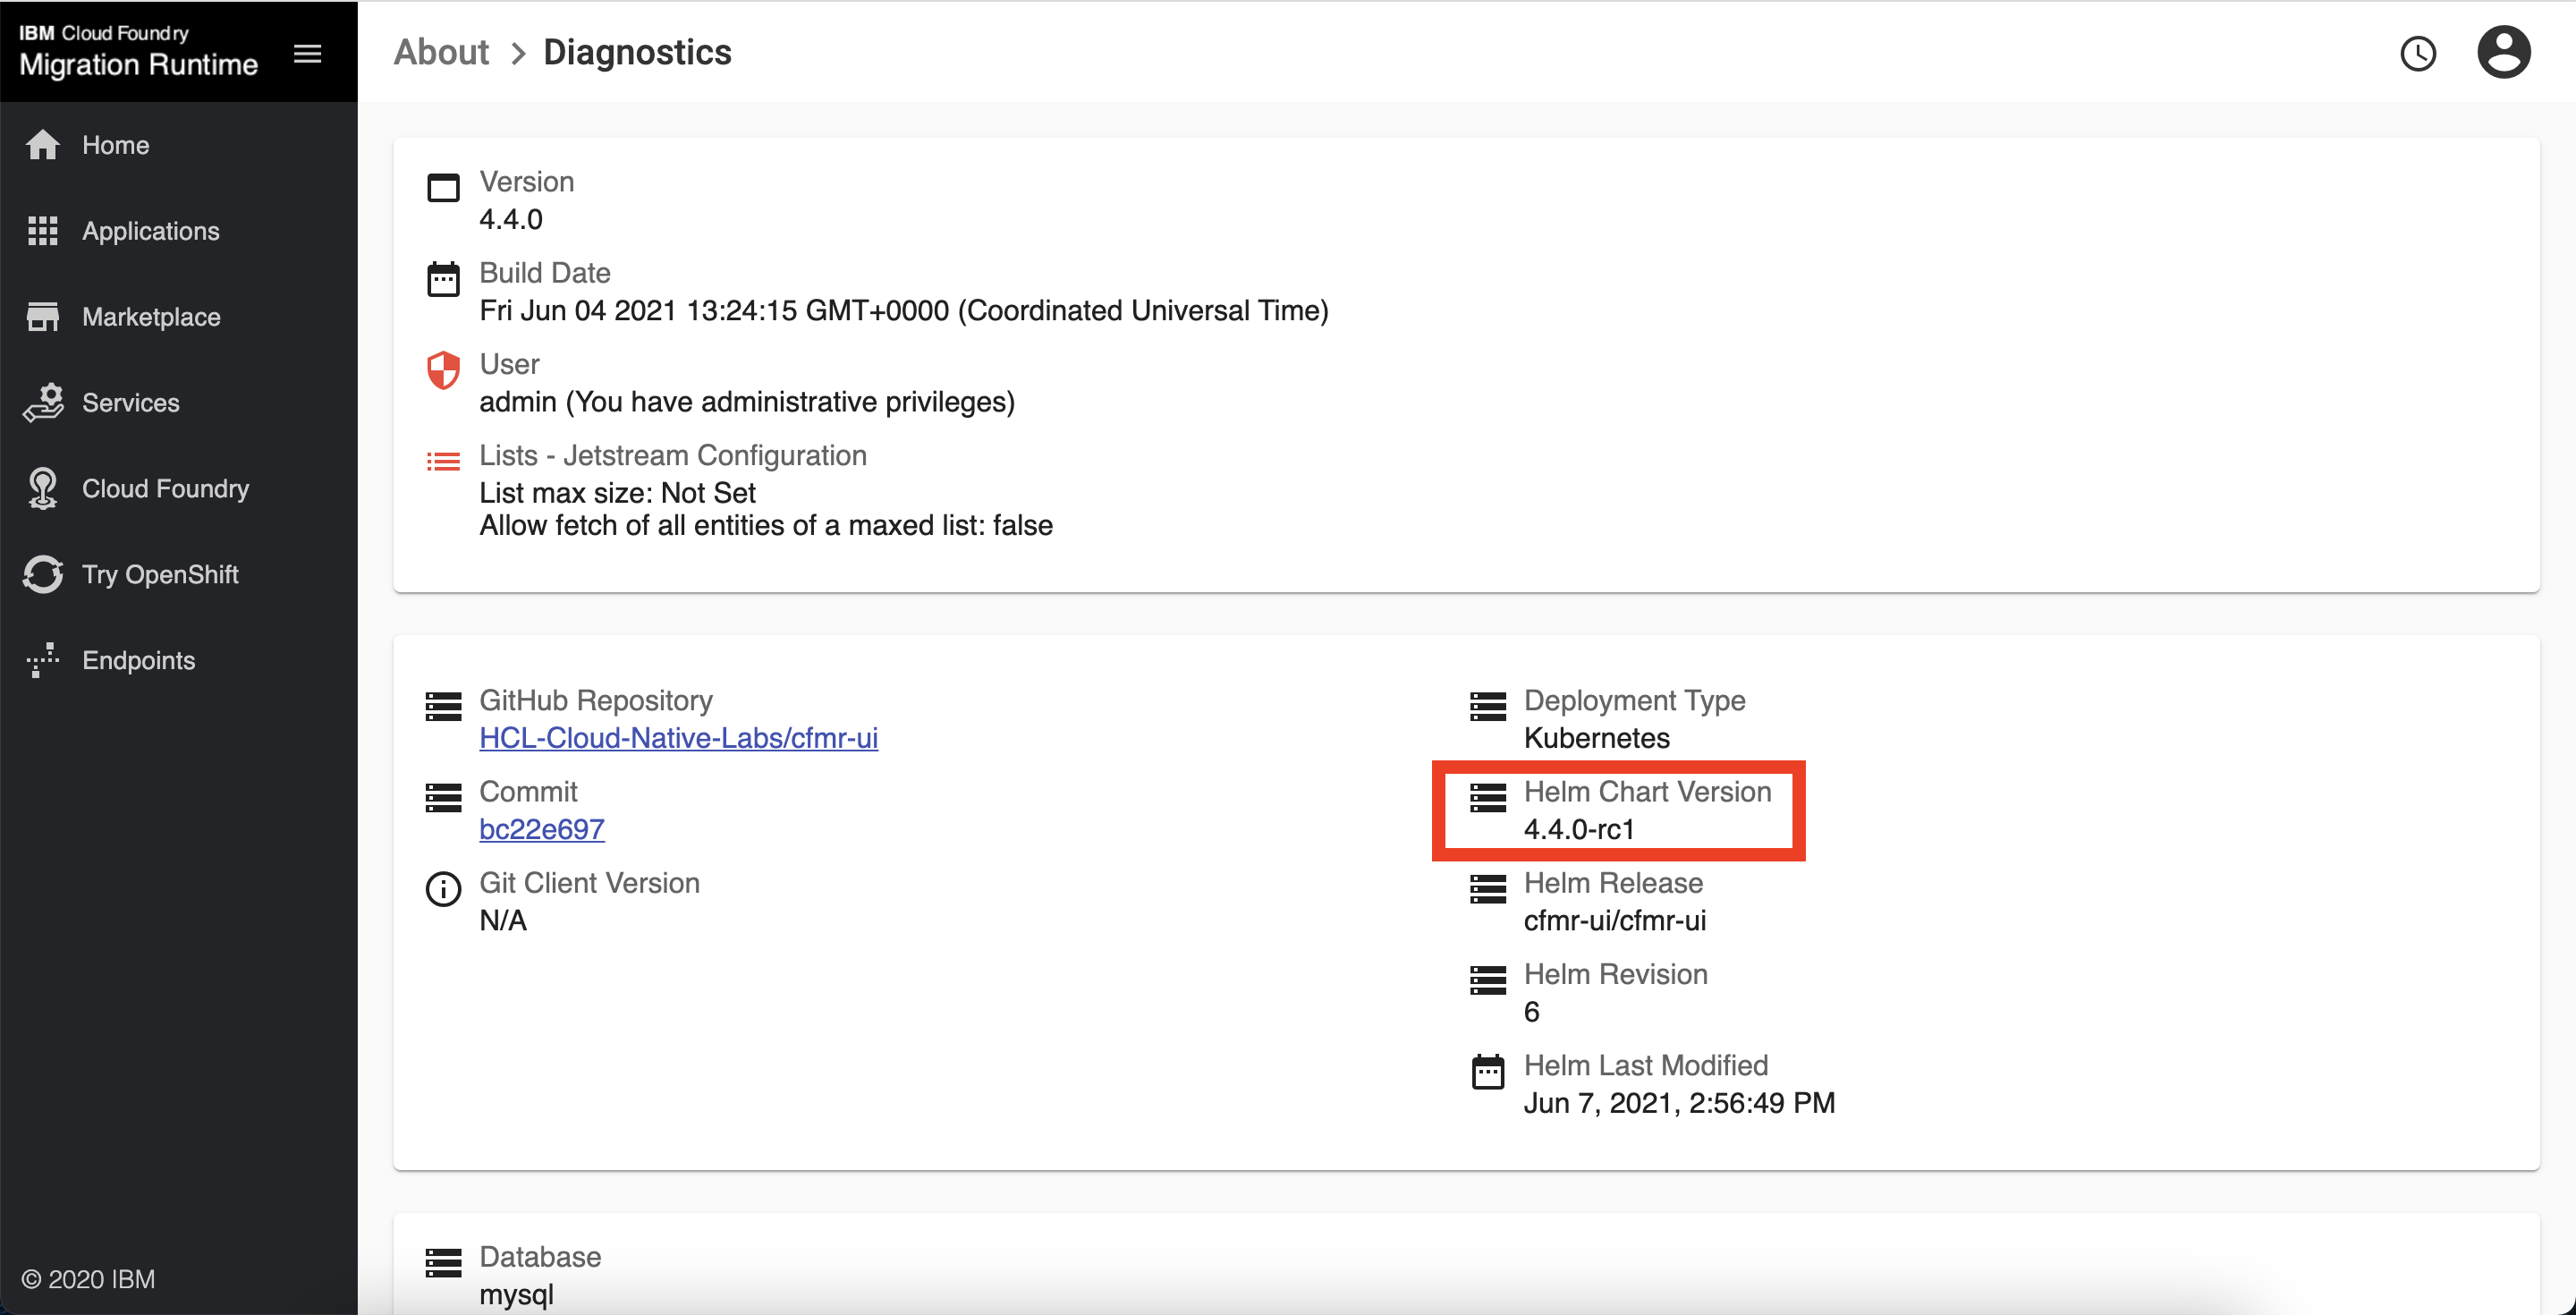 IBM Cloud Foundry
Migration Runtime
About > Diagnostics
Home
Applications
Marketplace
Services
Cloud Foundry
Try OpenShift
Endpoints
© 2020 IBM
Version
4.4.0
Build Date
Fri Jun 04 2021 13:24:15 GMT+0000 (Coordinated Universal Time)
User
admin (You have administrative privileges)
Lists - Jetstream Configuration
List max size: Not Set
Allow fetch of all entities of a maxed list: false
GitHub Repository
HCL-Cloud-Native-Labs/cfmr-ui
Commit
bc22e697
Git Client Version
N/A
Deployment Type
Kubernetes
Helm Chart Version
4.4.0-rc1
Helm Release
cfmr-ui/cfmr-ui
Helm Revision
6
Helm Last Modified
Jun 7, 2021, 2:56:49 PM
Database
mysql